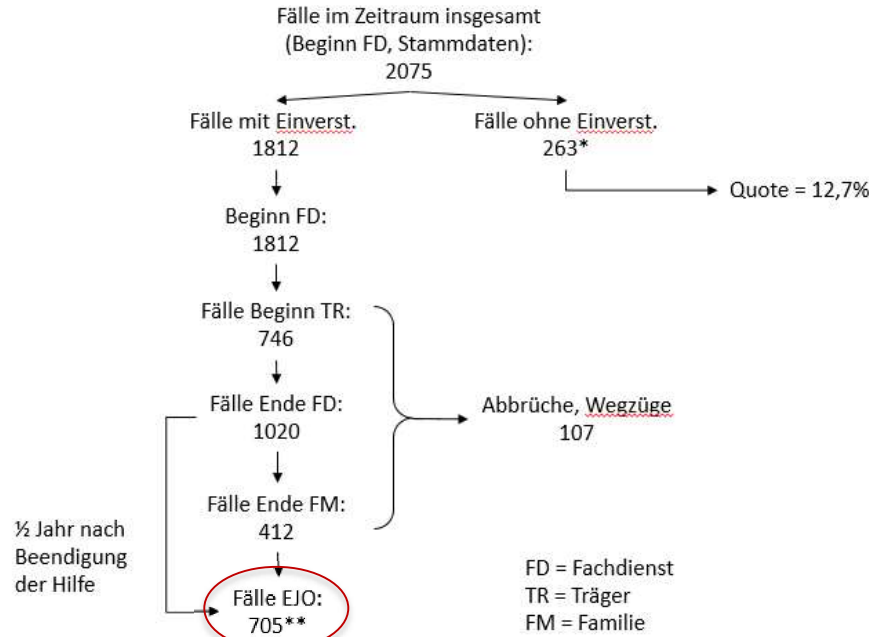 Fälle im Zeitraum insgesamt
(Beginn FD, Stammdaten):
2075
Fälle mit Einverst.
1812
Fälle ohne Einverst.
263*
Quote = 12,7%
Beginn FD:
1812
Fälle Beginn TR:
746
Fälle Ende FD:
1020
Abbrüche, Wegzüge
107
Fälle Ende FM:
412
½ Jahr nach
Beendigung
der Hilfe
Fälle EJO:
705**
FD = Fachdienst
TR = Träger
FM = Familie